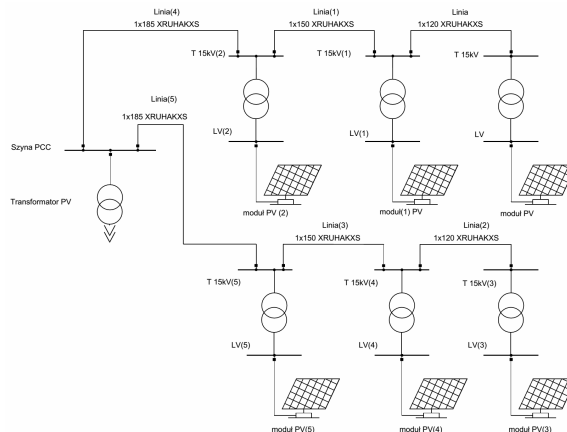 Linia(4)
1x185 XRUHAKXS
Linia(1)
1x150 XRUHAKXS
Linia
1x120 XRUHAKXS
T 15kV(2)
T 15kV(1)
T 15kV
Linia(5)
1x185 XRUHAKXS
LV(2)
LV(1)
LV
Szyna PCC
Transformator PV
moduł PV (2)
moduł(1) PV
moduł PV
Linia(3)
1x150 XRUHAKXS
Linia(2)
1x120 XRUHAKXS
T 15kV(5)
T 15kV(4)
T 15kV(3)
LV(5)
LV(4)
LV(3)
moduł PV(5)
moduł PV(4)
moduł PV(3)